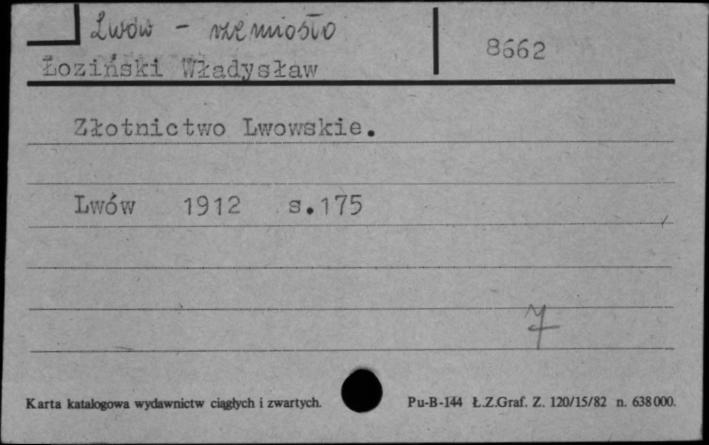 Lwów - rzemiosło
8662
Łoziński Władysław
Złotnictwo Lwowskie.
Lwów 1912 s.175
7
Karta katalogowa wydawnictw ciągłych i zwartych. Pu-B-144 Ł.Z.Graf. Z. 120/15/82 n. 638 000.